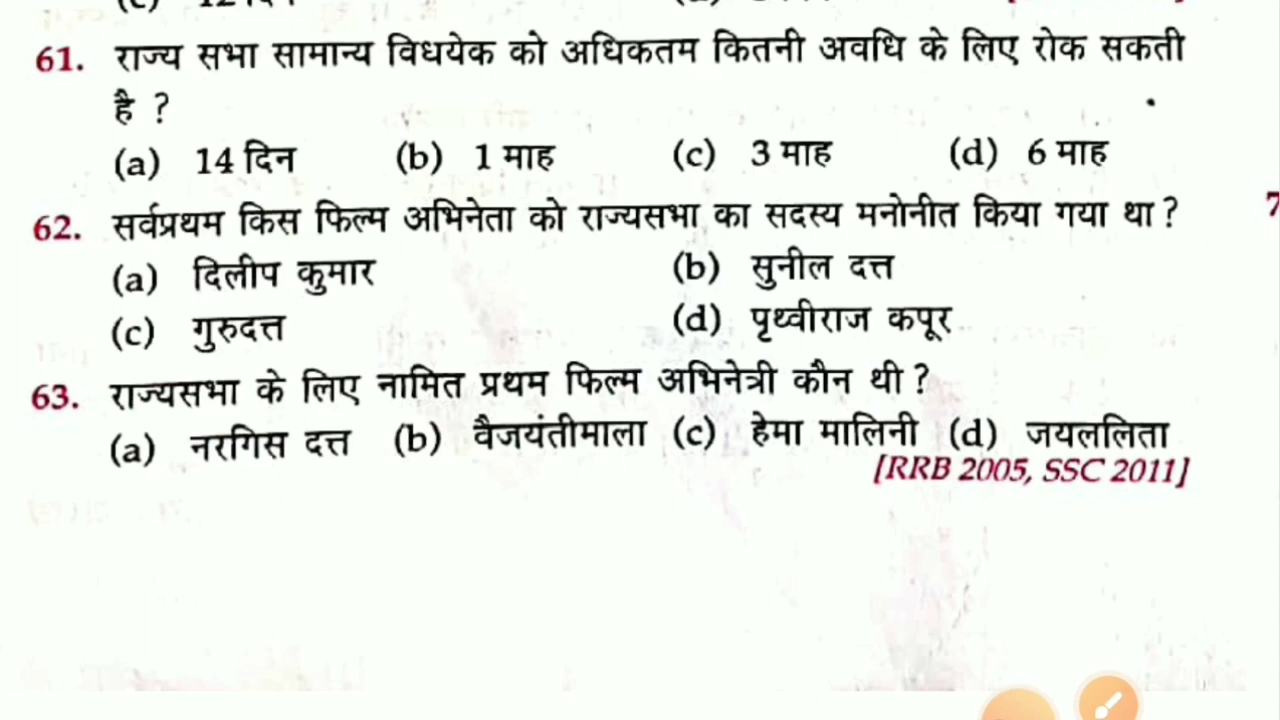 61. राज्य सभा सामान्य विधयेक को अधिकतम कितनी अवधि के लिए रोक सकती
है ?
(a) 14 दिन (b) 1 माह (c) 3 माह (d) 6 माह
62. सर्वप्रथम किस फिल्म अभिनेता को राज्यसभा का सदस्य मनोनीत किया गया था ?
(a) दिलीप कुमार (b) सुनील दत्त
(c) गुरुदत्त (d) पृथ्वीराज कपूर
63. राज्यसभा के लिए नामित प्रथम फिल्म अभिनेत्री कौन थी ?
(a) नरगिस दत्त (b) वैजयंतीमाला (c) हेमा मालिनी (d) जयललिता
[RRB 2005, SSC 2011]